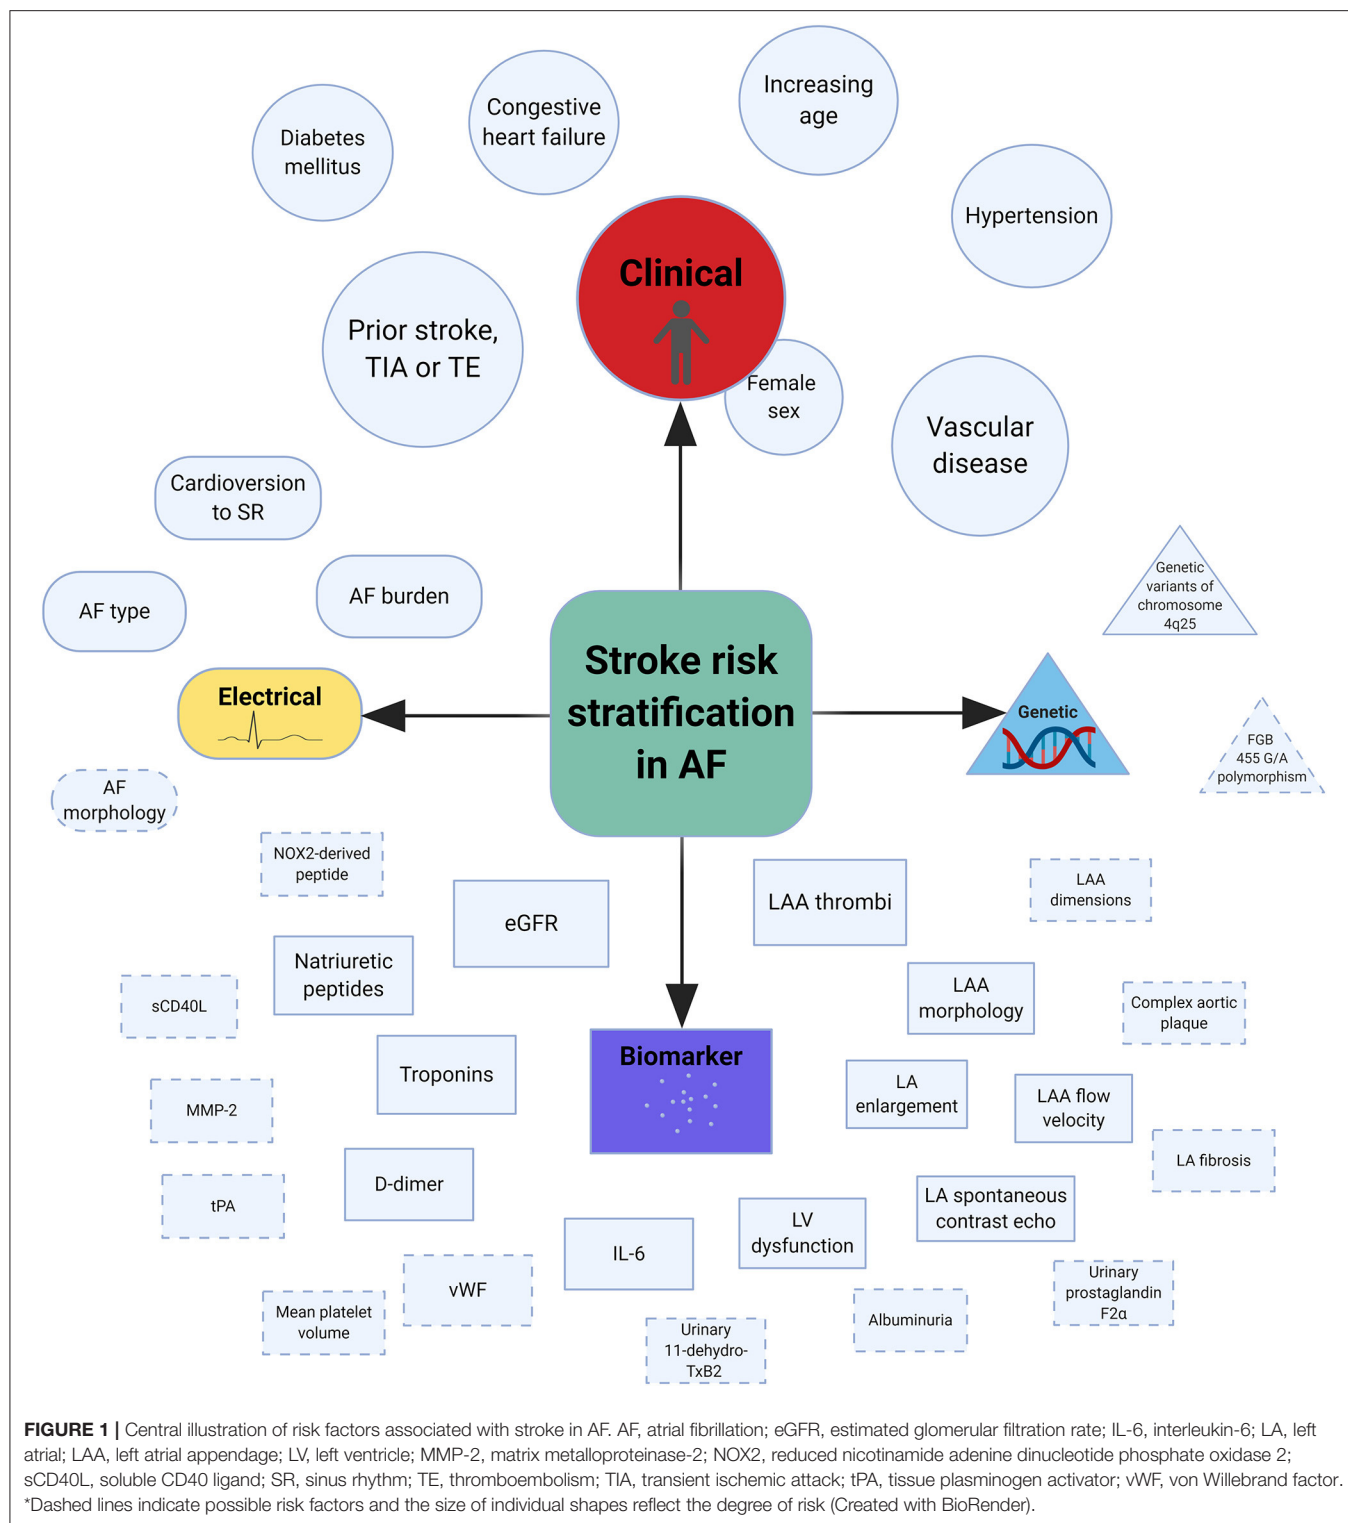 Increasing
age
Congestive
heart failure
Diabetes
mellitus
Hypertension
Clinical
Prior stroke,
TIA or TE
Female
sex
Vascular
disease
Cardioversion
to SR
AF type
AF burden
Genetic
variants of
chromosome
4q25
Stroke risk
stratification
in AF
Electrical
Genetic
FGB
455 G/A
polymorphism
AF
morphology
NOX2-derived
peptide
eGFR
LAA thrombi
LAA
dimensions
Natriuretic
peptides
LAA
morphology
sCD40L
Complex aortic
plaque
Biomarker
Troponins
LA
enlargement
LAA flow
velocity
MMP-2
LA fibrosis
D-dimer
tPA
LA spontaneous
contrast echo
LV
dysfunction
IL-6
vWF
Urinary
prostaglandin
F2α
Mean platelet
volume
Albuminuria
Urinary
11-dehydro-
TxB2
FIGURE 1 | Central illustration of risk factors associated with stroke in AF. AF, atrial fibrillation; eGFR, estimated glomerular filtration rate; IL-6, interleukin-6; LA, left
atrial; LAA, left atrial appendage; LV, left ventricle; MMP-2, matrix metalloproteinase-2; NOX2, reduced nicotinamide adenine dinucleotide phosphate oxidase 2;
sCD40L, soluble CD40 ligand; SR, sinus rhythm; TE, thromboembolism; TIA, transient ischemic attack; tPA, tissue plasminogen activator; vWF, von Willebrand factor.
*Dashed lines indicate possible risk factors and the size of individual shapes reflect the degree of risk (Created with BioRender).